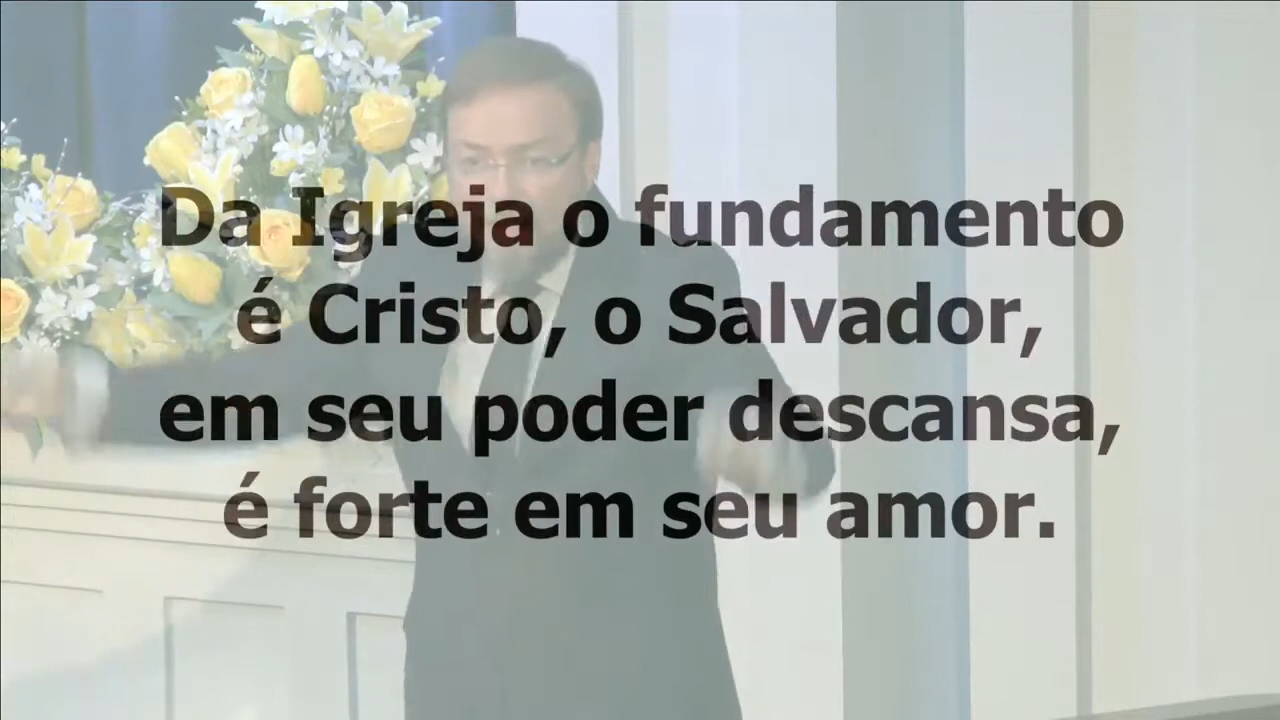 Da Igreja o fundamento
é Cristo, o Salvador,
em seu poder descansa,
é forte em seu amor.